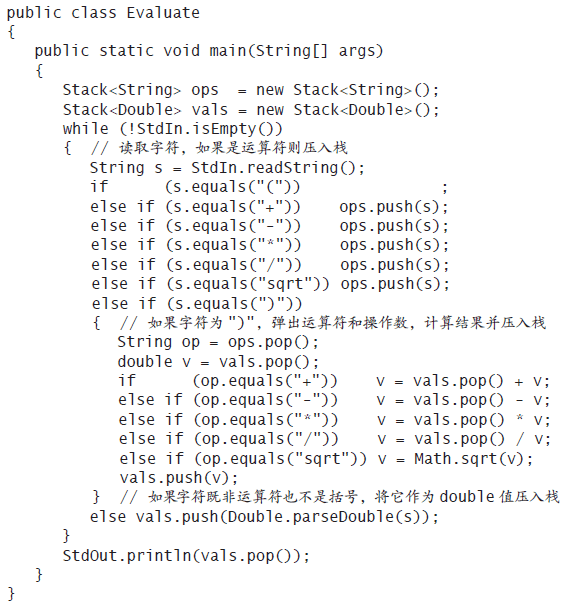 public class Evaluate
{
   public static void main(String[] args)
   {
      Stack<String> ops  = new Stack<String>();
      Stack<Double> vals = new Stack<Double>();
      while (!StdIn.isEmpty())
      {  // 读取字符，如果是运算符则压入栈
         String s = StdIn.readString();
         if      (s.equals("("))               ;
         else if (s.equals("+"))    ops.push(s);
         else if (s.equals("-"))    ops.push(s);
         else if (s.equals("*"))    ops.push(s);
         else if (s.equals("/"))    ops.push(s);
         else if (s.equals("sqrt")) ops.push(s);
         else if (s.equals(")"))
         {  // 如果字符为 ")"，弹出运算符和操作数，计算结果并压入栈
            String op = ops.pop();
            double v = vals.pop();
            if      (op.equals("+"))    v = vals.pop() + v;
            else if (op.equals("-"))    v = vals.pop() - v;
            else if (op.equals("*"))    v = vals.pop() * v;
            else if (op.equals("/"))    v = vals.pop() / v;
            else if (op.equals("sqrt")) v = Math.sqrt(v);
            vals.push(v);
         }  // 如果字符既非运算符也不是括号，将它作为 double 值压入栈
         else vals.push(Double.parseDouble(s));
      }
      StdOut.println(vals.pop());
   }
}